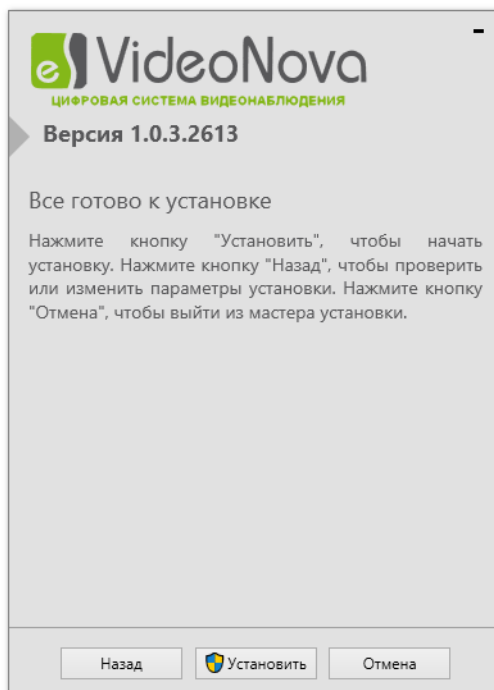 eS VideoNova
ЦИФРОВАЯ СИСТЕМА ВИДЕОНАБЛЮДЕНИЯ
Версия 1.0.3.2613
Все готово к установке
Нажмите кнопку "Установить", чтобы начать
установку. Нажмите кнопку "Назад", чтобы проверить
или изменить параметры установки. Нажмите кнопку
"Отмена", чтобы выйти из мастера установки.
Назад Установить Отмена